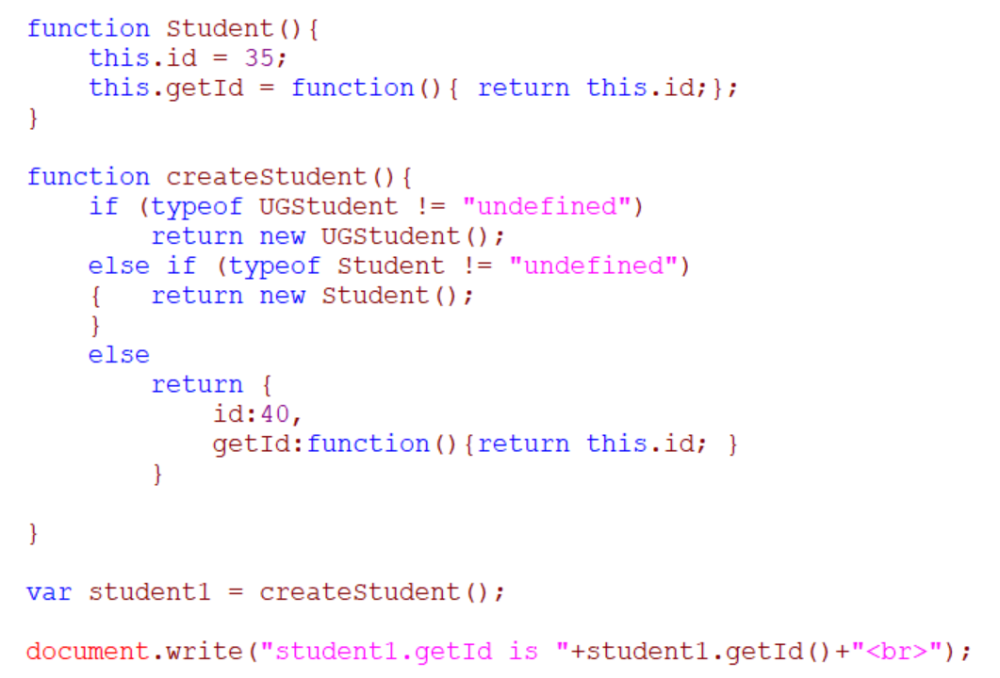 function Student(){
    this.id = 35;
    this.getId = function(){ return this.id;};
}
function createStudent(){
    if (typeof UGStudent != "undefined")
        return new UGStudent();
    else if (typeof Student != "undefined")
    {   return new Student();
    }
    else
        return {
            id:40,
            getId:function(){return this.id; }
        }
}
var student1 = createStudent();
document.write("student1.getId is "+student1.getId()+"<br>");